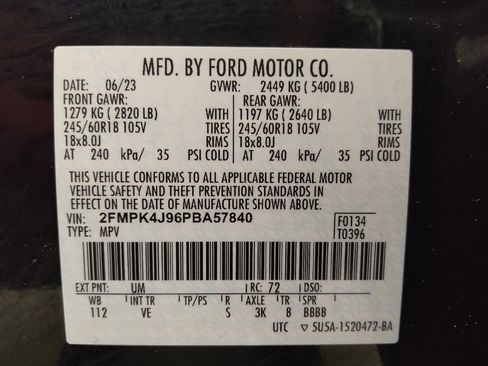 MFD. BY FORD MOTOR CO.
DATE: 06/23 GVWR: 2449 KG ( 5400 LB)
FRONT GAWR: REAR GAWR:
1279 KG ( 2820 LB) WITH 1197 KG ( 2640 LB) WITH
245/60R18 105V TIRES 245/60R18 105V TIRES
18x8.0J RIMS 18x8.0J RIMS
AT 240 kPa/ 35 PSI COLD AT 240 kPa/ 35 PSI COLD
THIS VEHICLE CONFORMS TO ALL APPLICABLE FEDERAL MOTOR
VEHICLE SAFETY AND THEFT PREVENTION STANDARDS IN
EFFECT ON THE DATE OF MANUFACTURE SHOWN ABOVE.
VIN: 2FMPK4J96PBA57840 F0134
TYPE: MPV T0396
EXT PNT: UM RC: 72 DSO:
WB INT TR TP/PS R AXLE TR SPR
112 VE S 3K 8 BBBB
UTC ▽ 5U5A-1520472-BA